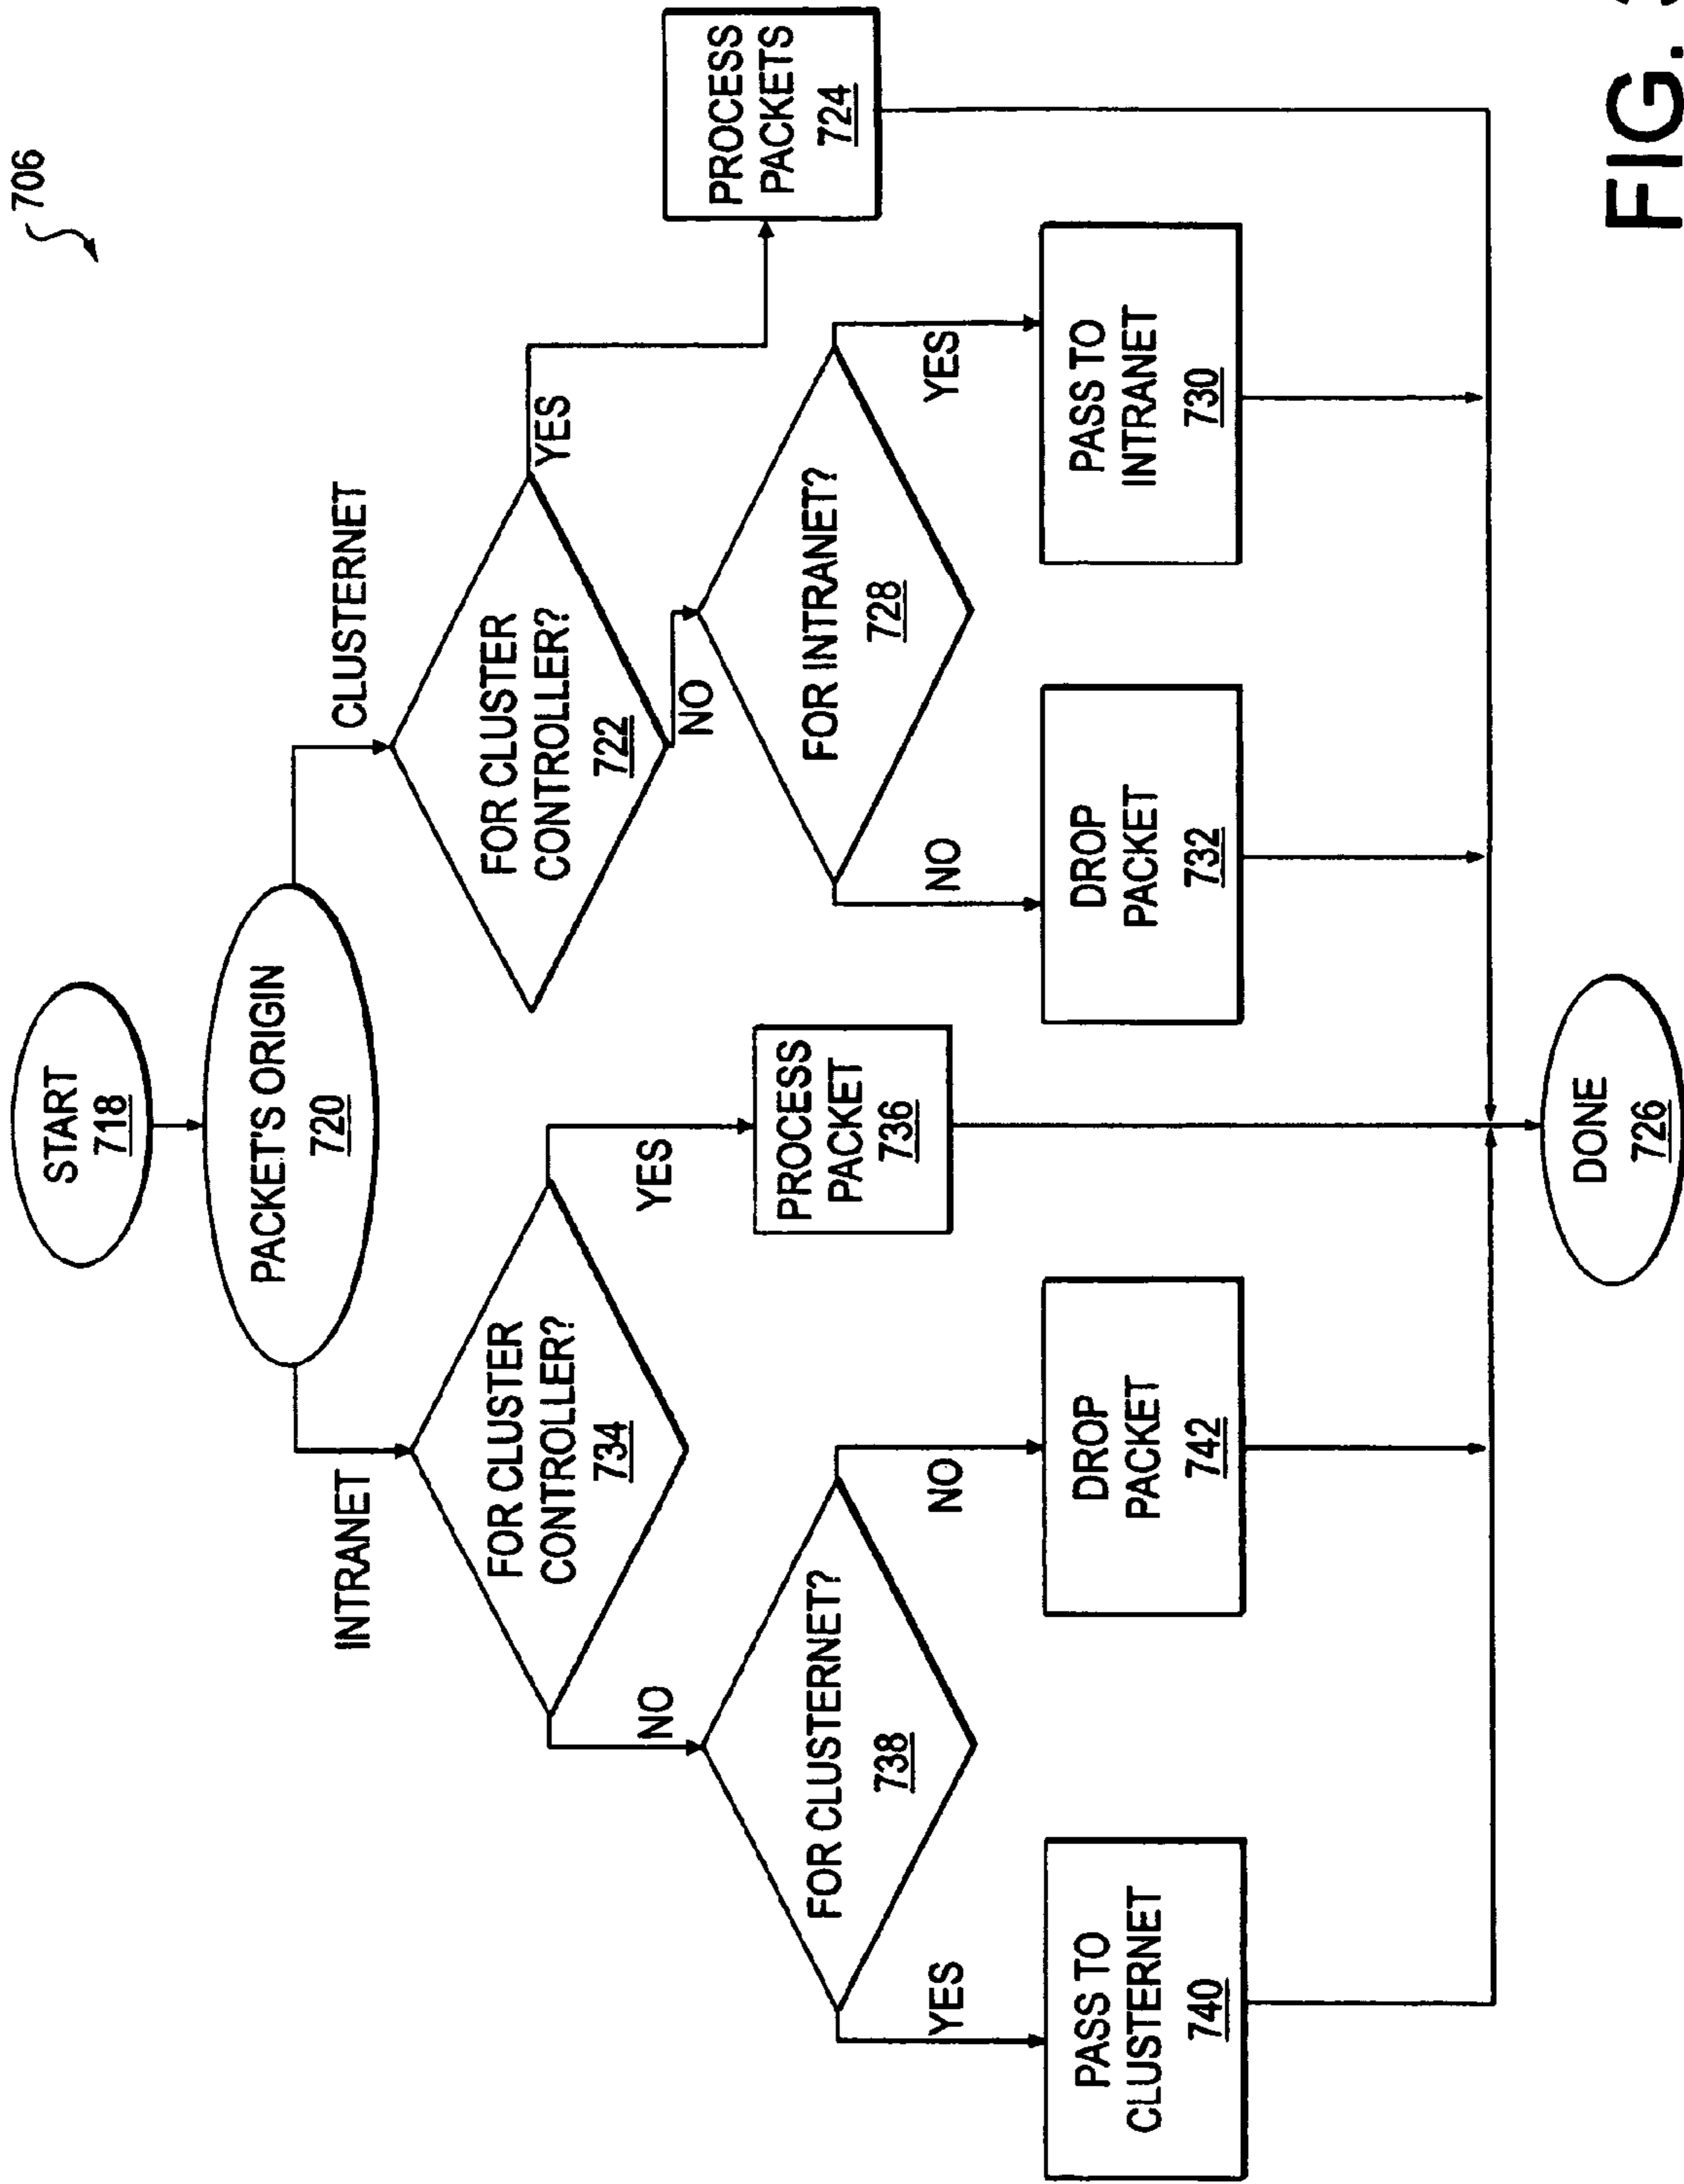 706
START
718
PACKET'S ORIGIN
720
INTRANET
CLUSTERNET
FOR CLUSTER
CONTROLLER?
734
FOR CLUSTER
CONTROLLER?
722
NO
YES
NO
YES
PROCESS
PACKETS
724
PROCESS
PACKET
736
FOR CLUSTERNET?
738
FOR INTRANET?
728
YES
NO
NO
YES
PASS TO
CLUSTERNET
740
DROP
PACKET
742
DROP
PACKET
732
PASS TO
INTRANET
730
DONE
726
FIG.